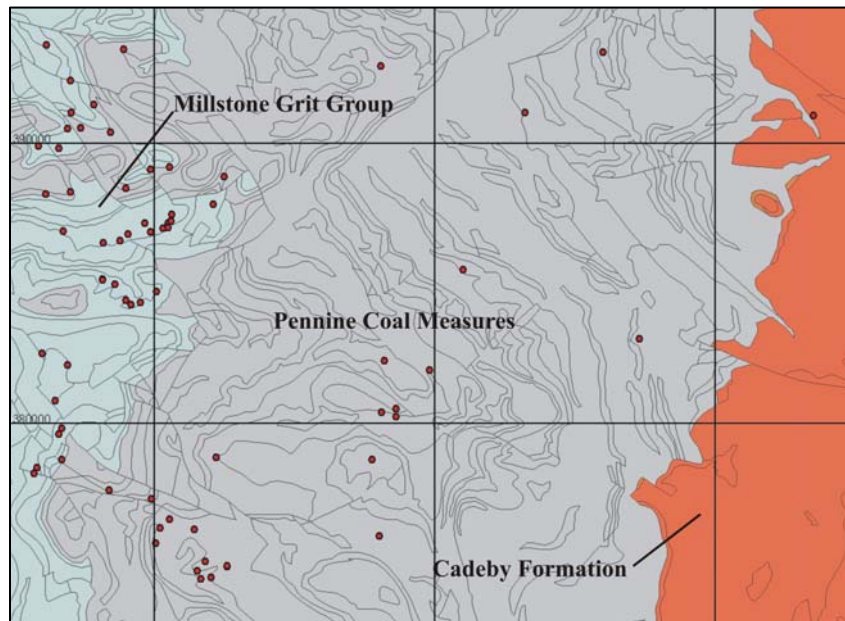 Millstone Grit Group
390000
Pennine Coal Measures
380000
Cadeby Formation